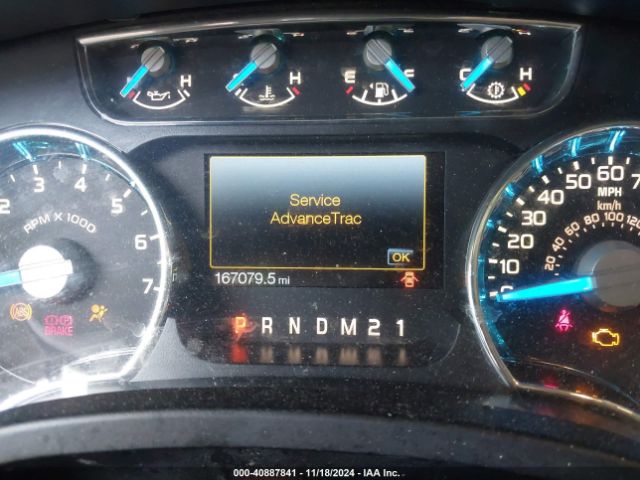 H
H
E F
C H
2 3 4 5 6 7
RPM X 1000
Service
AdvanceTrac
OK
167079.5 mi
ABS
BRAKE
P R N D M 2 1
10 20 30 40 50 60 7
MPH
km/h
20 40 60 80 100 120
000-40887841 - 11/18/2024 - IAA Inc.